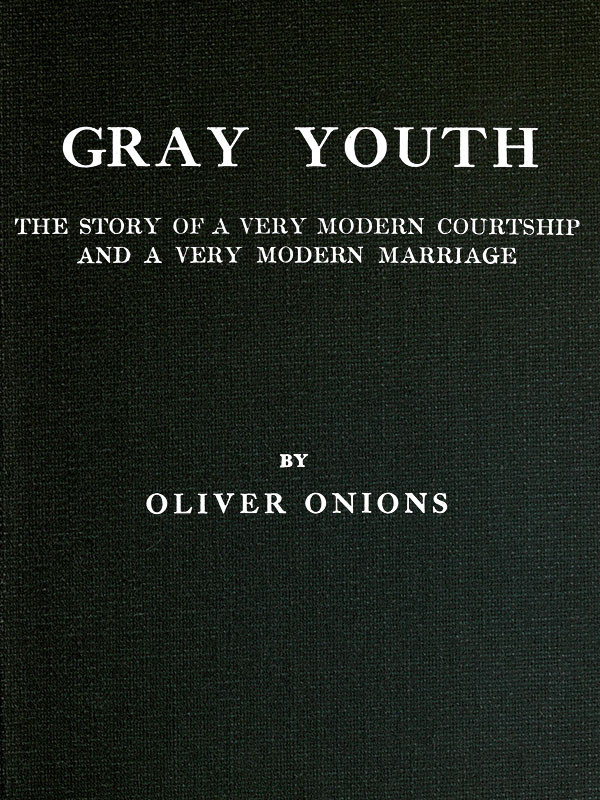 GRAY YOUTH
THE STORY OF A VERY MODERN COURTSHIP
AND A VERY MODERN MARRIAGE
BY
OLIVER ONIONS